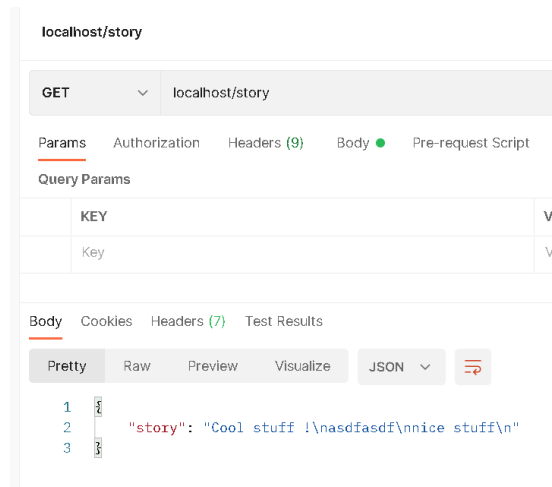 localhost/story
GET localhost/story
Params Authorization Headers (9) Body Pre-request Script
Query Params
KEY V
Key V
Body Cookies Headers (7) Test Results
Pretty Raw Preview Visualize JSON
1 {
2 "story": "Cool stuff !\nasdfasdf\nnice stuff\n"
3 }